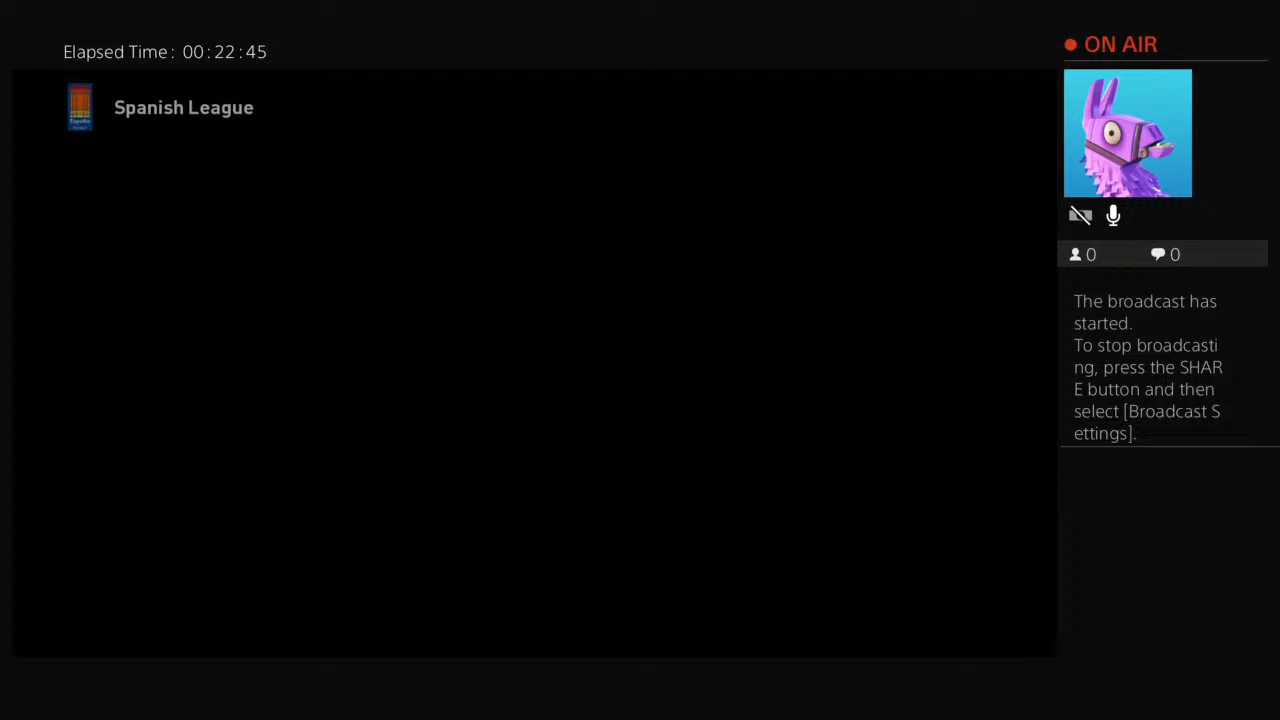 Elapsed Time: 00:22:45
ON AIR
España
Spanish League
0 0
The broadcast has
started.
To stop broadcasti
ng, press the SHAR
E button and then
select [Broadcast S
ettings].